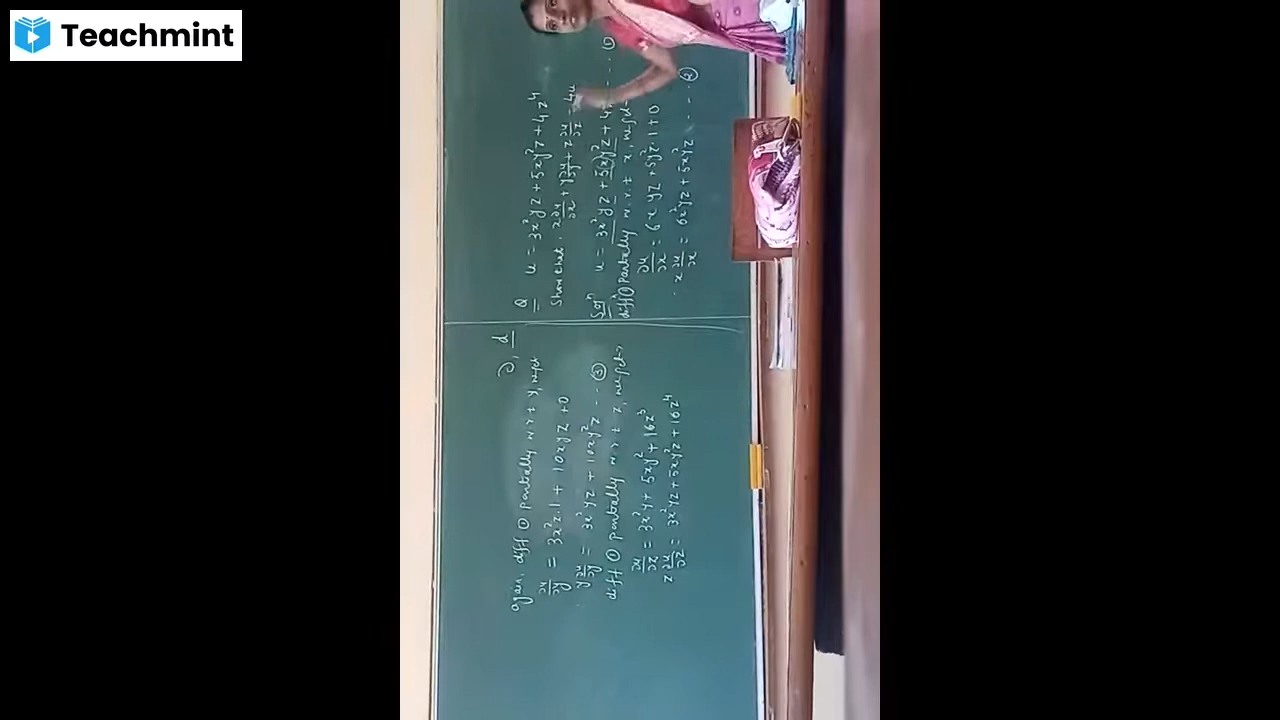 Teachmint
Q u = 3x²yz + 5xy²z + 4z⁴
Show that x ∂u/∂x + y ∂u/∂y + z ∂u/∂z = 4u
Solⁿ u = 3x²yz + 5xy²z + 4 ... ①
diff ① partially w r t x, we get
∂u/∂x = 6xyz + 5y²z·1 + 0
x ∂u/∂x = 6x²yz + 5xy²z ... ②
∂, d
again, diff ① partially w r t y, we get
∂u/∂y = 3x²z·1 + 10xyz + 0
y ∂u/∂y = 3x²yz + 10xy²z ... ③
diff ① partially w r t z, we get
∂u/∂z = 3x²y + 5xy² + 16z³
z ∂u/∂z = 3x²yz + 5xy²z + 16z⁴